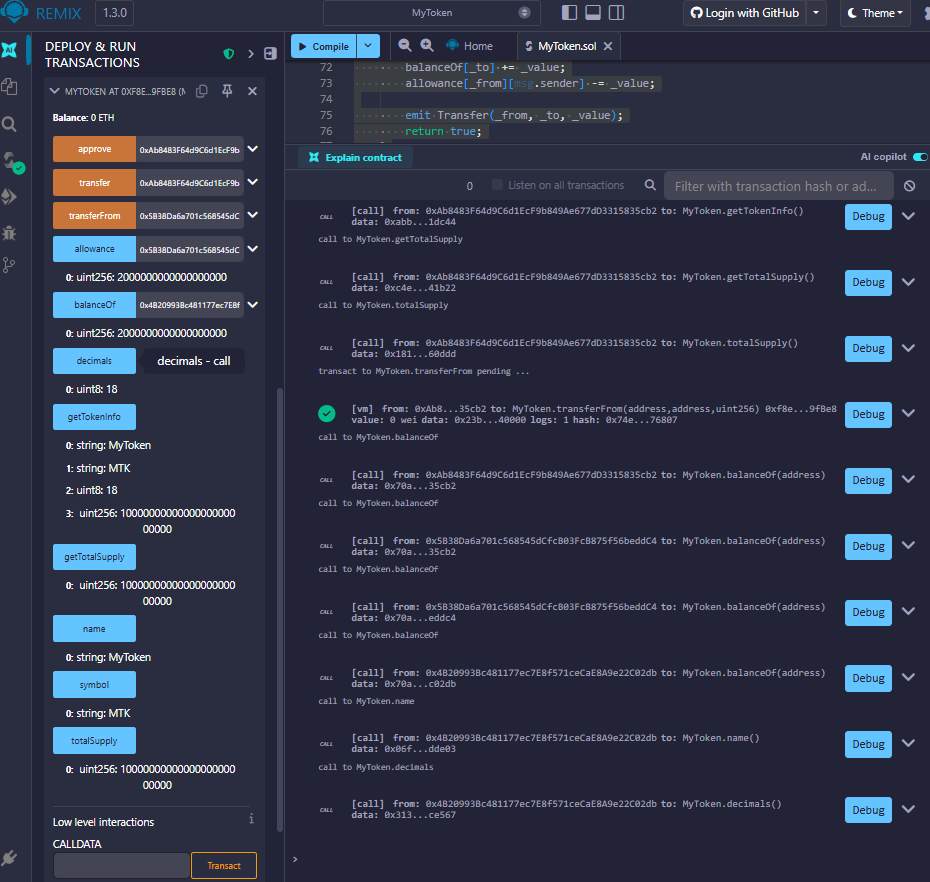 REMIX 1.3.0
MyToken
Login with GitHub
Theme
AI
DEPLOY & RUN
TRANSACTIONS
MYTOKEN AT 0XF8E...9FBE8 (M
Balance: 0 ETH
approve 0xAb8483F64d9C6d1EcF9b
transfer 0xAb8483F64d9C6d1EcF9b
transferFrom 0x5B38Da6a701c568545dC
allowance 0x5B38Da6a701c568545dC
0: uint256: 2000000000000000000
balanceOf 0x4B20993Bc481177ec7E8f
0: uint256: 2000000000000000000
decimals
decimals - call
0: uint8: 18
getTokenInfo
0: string: MyToken
1: string: MTK
2: uint8: 18
3: uint256: 10000000000000000000
00000
getTotalSupply
0: uint256: 10000000000000000000
00000
name
0: string: MyToken
symbol
0: string: MTK
totalSupply
0: uint256: 10000000000000000000
00000
Low level interactions
i
CALLDATA
Transact
Compile
Home
MyToken.sol
72 balanceOf[_to] += _value;
73 allowance[_from][msg.sender] -= _value;
74
75 emit Transfer(_from, _to, _value);
76 return true;
Explain contract
AI copilot
0
Listen on all transactions
Filter with transaction hash or ad...
CALL [call] from: 0xAb8483F64d9C6d1EcF9b849Ae677dD3315835cb2 to: MyToken.getTokenInfo()
data: 0xabb...1dc44
Debug
call to MyToken.getTotalSupply
CALL [call] from: 0xAb8483F64d9C6d1EcF9b849Ae677dD3315835cb2 to: MyToken.getTotalSupply()
data: 0xc4e...41b22
Debug
call to MyToken.totalSupply
CALL [call] from: 0xAb8483F64d9C6d1EcF9b849Ae677dD3315835cb2 to: MyToken.totalSupply()
data: 0x181...60ddd
Debug
transact to MyToken.transferFrom pending ...
[vm] from: 0xAb8...35cb2 to: MyToken.transferFrom(address,address,uint256) 0xf8e...9fBe8
value: 0 wei data: 0x23b...40000 logs: 1 hash: 0x74e...76807
Debug
call to MyToken.balanceOf
CALL [call] from: 0xAb8483F64d9C6d1EcF9b849Ae677dD3315835cb2 to: MyToken.balanceOf(address)
data: 0x70a...35cb2
Debug
call to MyToken.balanceOf
CALL [call] from: 0x5B38Da6a701c568545dCfcB03FcB875f56beddC4 to: MyToken.balanceOf(address)
data: 0x70a...35cb2
Debug
call to MyToken.balanceOf
CALL [call] from: 0x5B38Da6a701c568545dCfcB03FcB875f56beddC4 to: MyToken.balanceOf(address)
data: 0x70a...eddc4
Debug
call to MyToken.balanceOf
CALL [call] from: 0x4B20993Bc481177ec7E8f571ceCaE8A9e22C02db to: MyToken.balanceOf(address)
data: 0x70a...c02db
Debug
call to MyToken.name
CALL [call] from: 0x4B20993Bc481177ec7E8f571ceCaE8A9e22C02db to: MyToken.name()
data: 0x06f...dde03
Debug
call to MyToken.decimals
CALL [call] from: 0x4B20993Bc481177ec7E8f571ceCaE8A9e22C02db to: MyToken.decimals()
data: 0x313...ce567
Debug
>